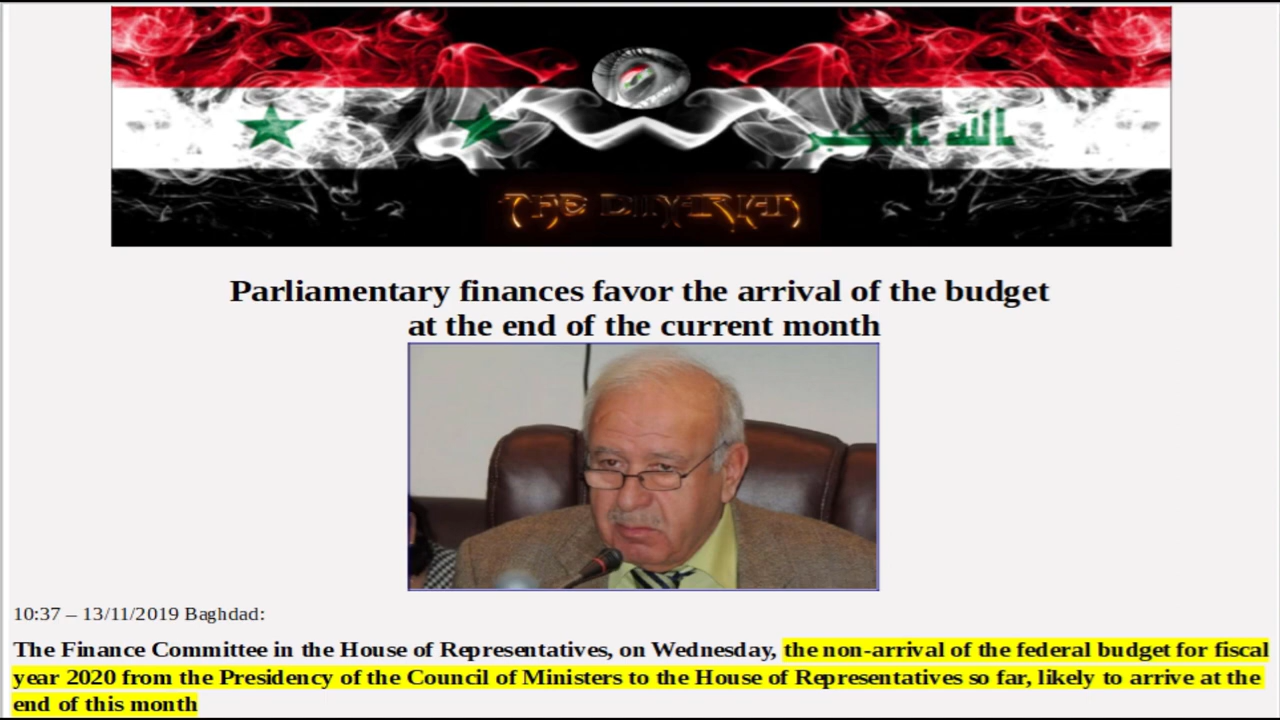 الله اكبر
THE DINARIAN
Parliamentary finances favor the arrival of the budget
at the end of the current month
10:37 – 13/11/2019 Baghdad:
The Finance Committee in the House of Representatives, on Wednesday, the non-arrival of the federal budget for fiscal
year 2020 from the Presidency of the Council of Ministers to the House of Representatives so far, likely to arrive at the
end of this month